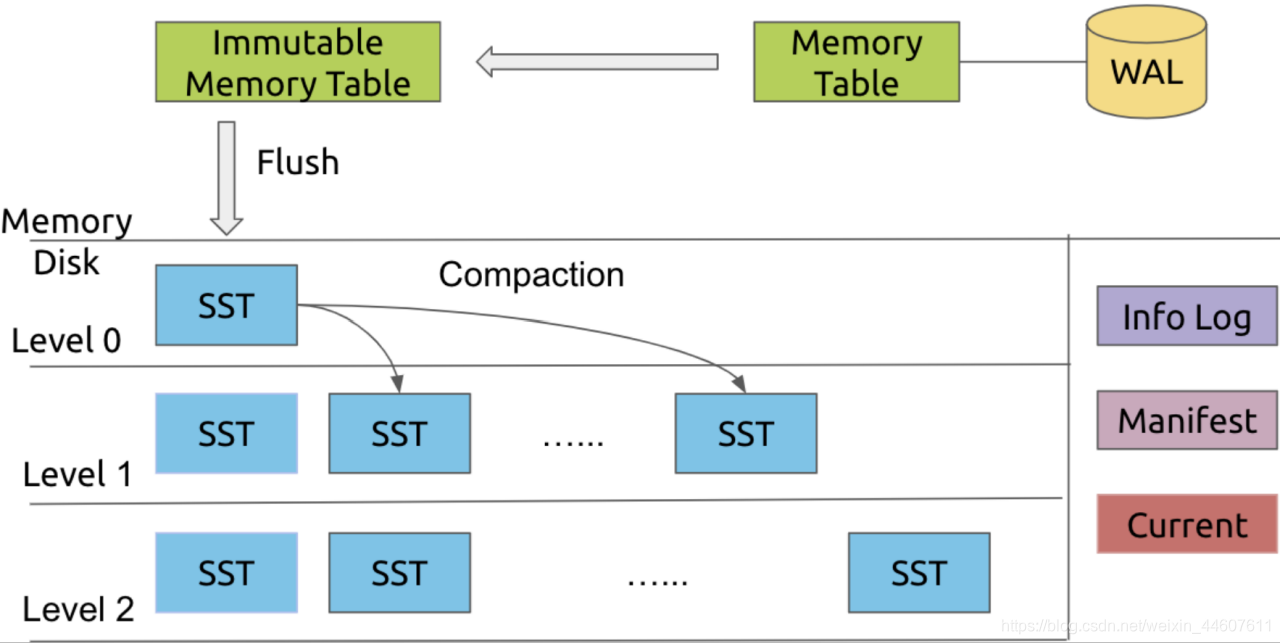 Immutable
Memory Table
Memory
Table
WAL
Flush
Memory
Disk
SST
Compaction
Level 0
Info Log
SST
SST
…...
SST
Manifest
Level 1
Current
SST
SST
…...
SST
Level 2
https://blog.csdn.net/weixin_44607611